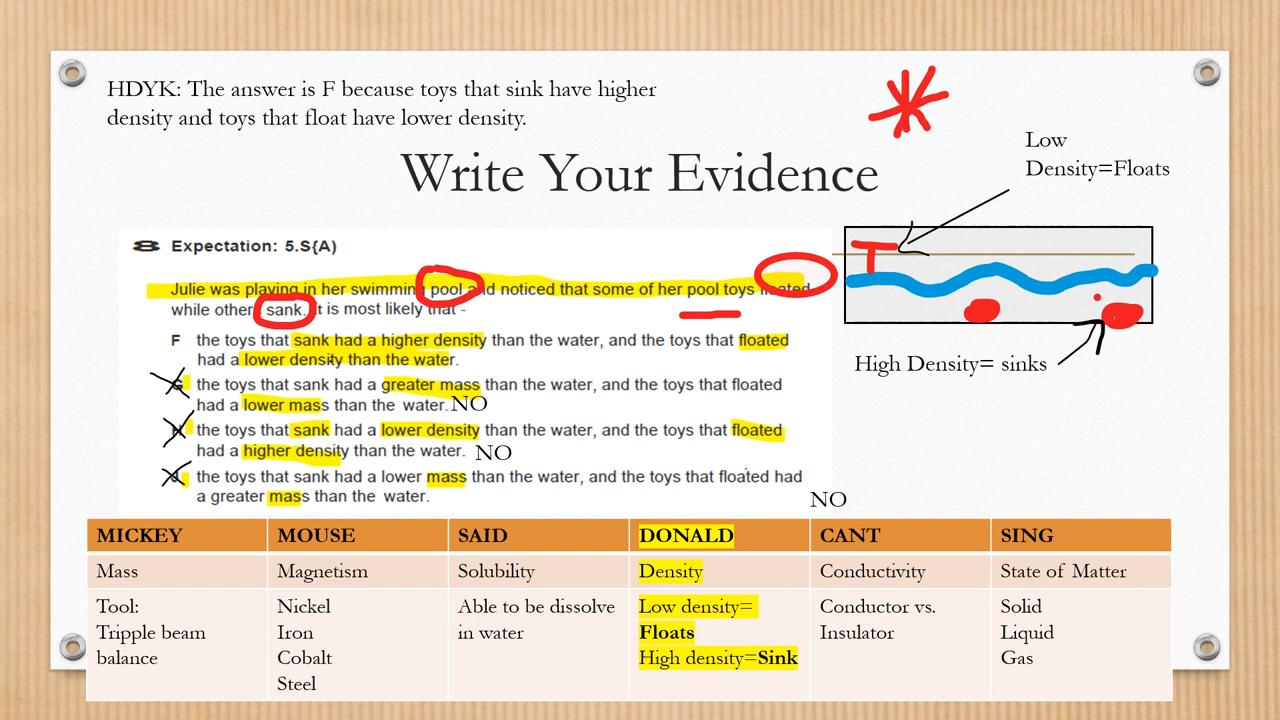 HDYK: The answer is F because toys that sink have higher
density and toys that float have lower density.
Low
Density=Floats
Write Your Evidence
8 Expectation: 5.S{A)
Julie was playing in her swimming pool and noticed that some of her pool toys floated
while others sank. It is most likely that -
F the toys that sank had a higher density than the water, and the toys that floated
had a lower density than the water.
G the toys that sank had a greater mass than the water, and the toys that floated
had a lower mass than the water. NO
H the toys that sank had a lower density than the water, and the toys that floated
had a higher density than the water. NO
J the toys that sank had a lower mass than the water, and the toys that floated had
a greater mass than the water.
NO
High Density= sinks
MICKEY MOUSE SAID DONALD CANT SING
Mass Magnetism Solubility Density Conductivity State of Matter
Tool: Nickel Able to be dissolve Low density= Conductor vs. Solid
Tripple beam Iron in water Floats Insulator Liquid
balance Cobalt High density=Sink Gas
Steel